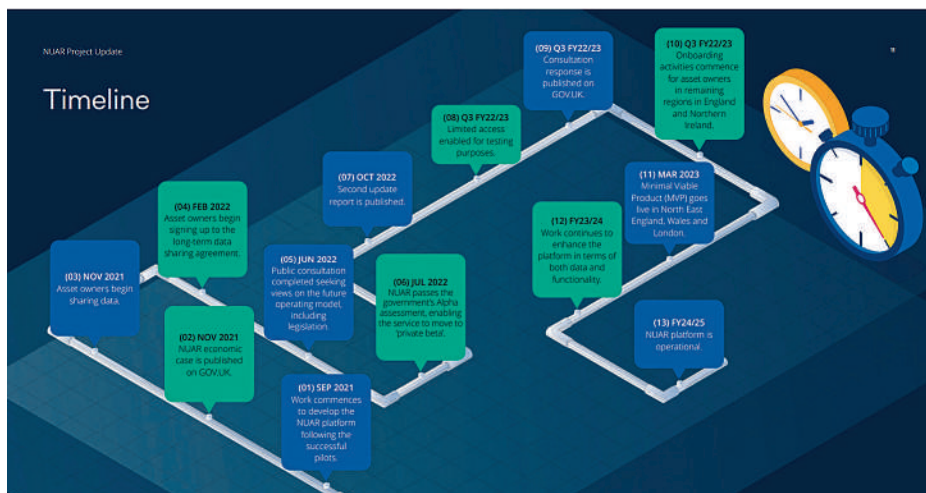 NUAR Project Update
Timeline
(01) SEP 2021
Work commences
to develop the
NUAR platform
following the
successful
pilots.
(02) NOV 2021
NUAR economic
case is published
on GOV.UK.
(03) NOV 2021
Asset owners begin
sharing data.
(04) FEB 2022
Asset owners begin
signing up to the
long-term data
sharing agreement.
(05) JUN 2022
Public consultation
completed seeking
views on the future
operating model,
including
legislation.
(06) JUL 2022
NUAR passes the
government's Alpha
assessment, enabling
the service to move to
'private beta'.
(07) OCT 2022
Second update
report is published.
(08) Q3 FY22/23
Limited access
enabled for testing
purposes.
(09) Q3 FY22/23
Consultation
response is
published on
GOV.UK.
(10) Q3 FY22/23
Onboarding
activities commence
for asset owners
in remaining
regions in England
and Northern
Ireland.
(11) MAR 2023
Minimal Viable
Product (MVP) goes
live in North East
England, Wales and
London.
(12) FY23/24
Work continues to
enhance the
platform in terms of
both data and
functionality.
(13) FY24/25
NUAR platform is
operational.